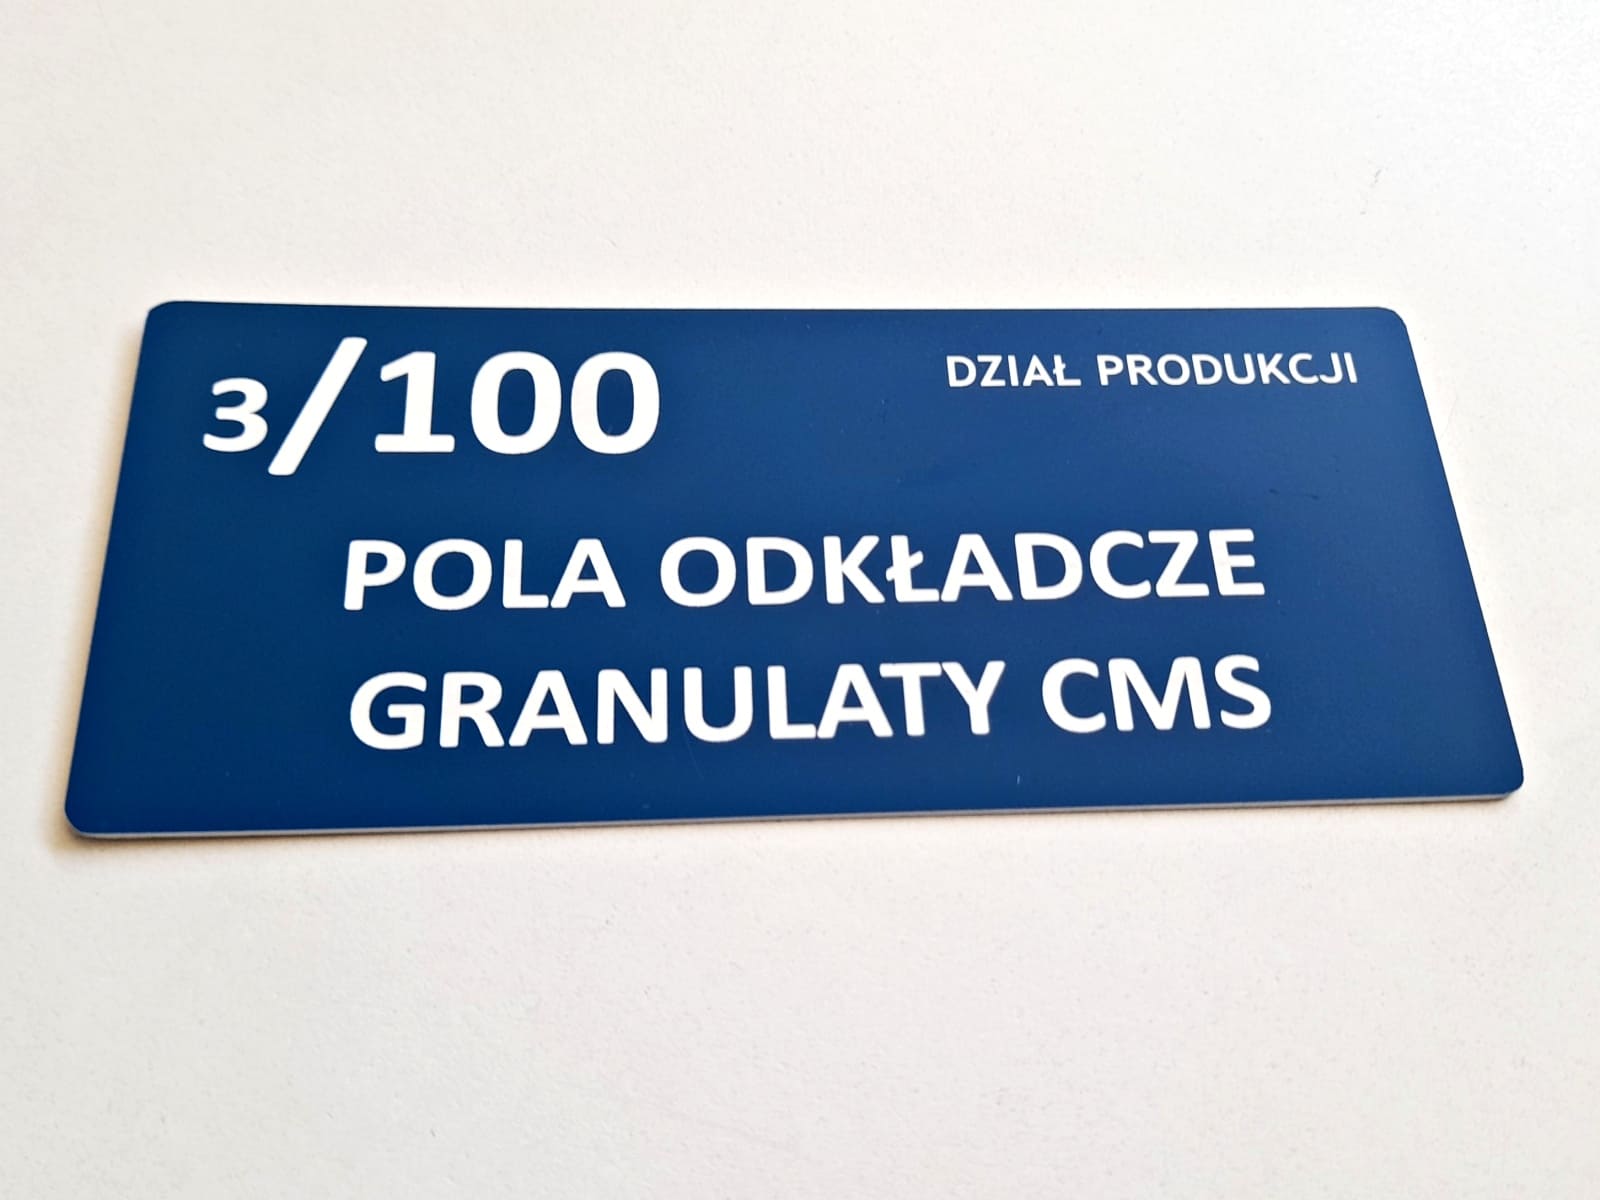 3/100
DZIAŁ PRODUKCJI
POLA ODKŁADCZE
GRANULATY CMS